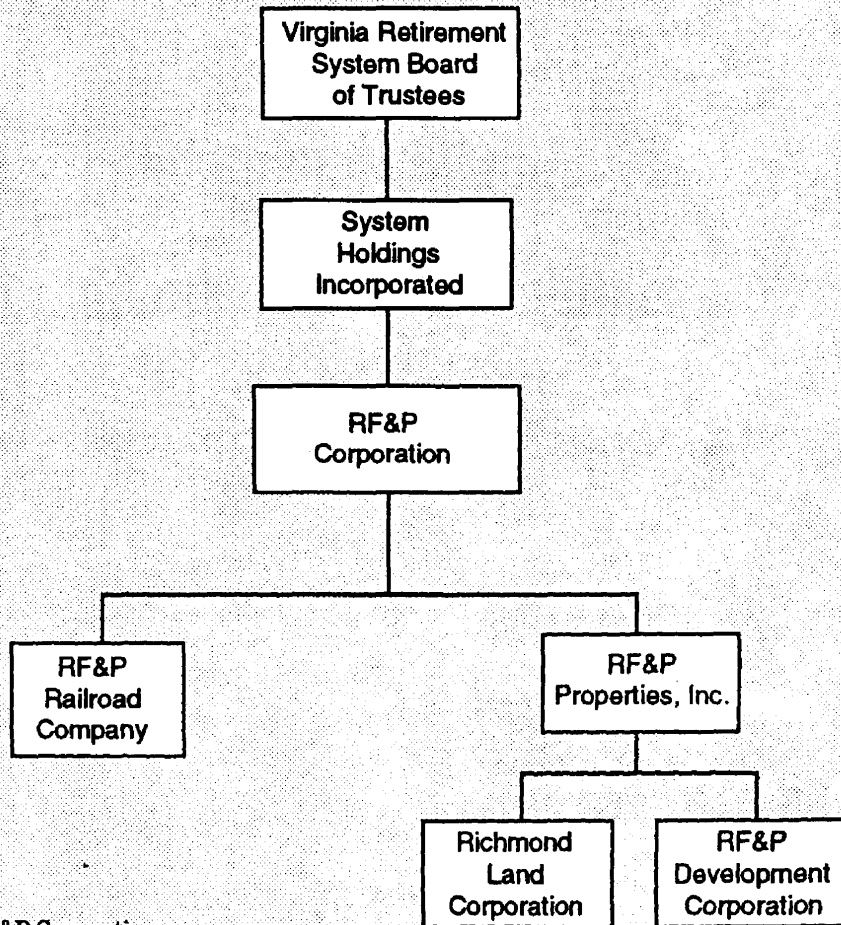 Virginia Retirement
System Board
of Trustees
System
Holdings
Incorporated
RF&P
Corporation
RF&P
Railroad
Company
RF&P
Properties, Inc.
Richmond
Land
Corporation
RF&P
Development
Corporation